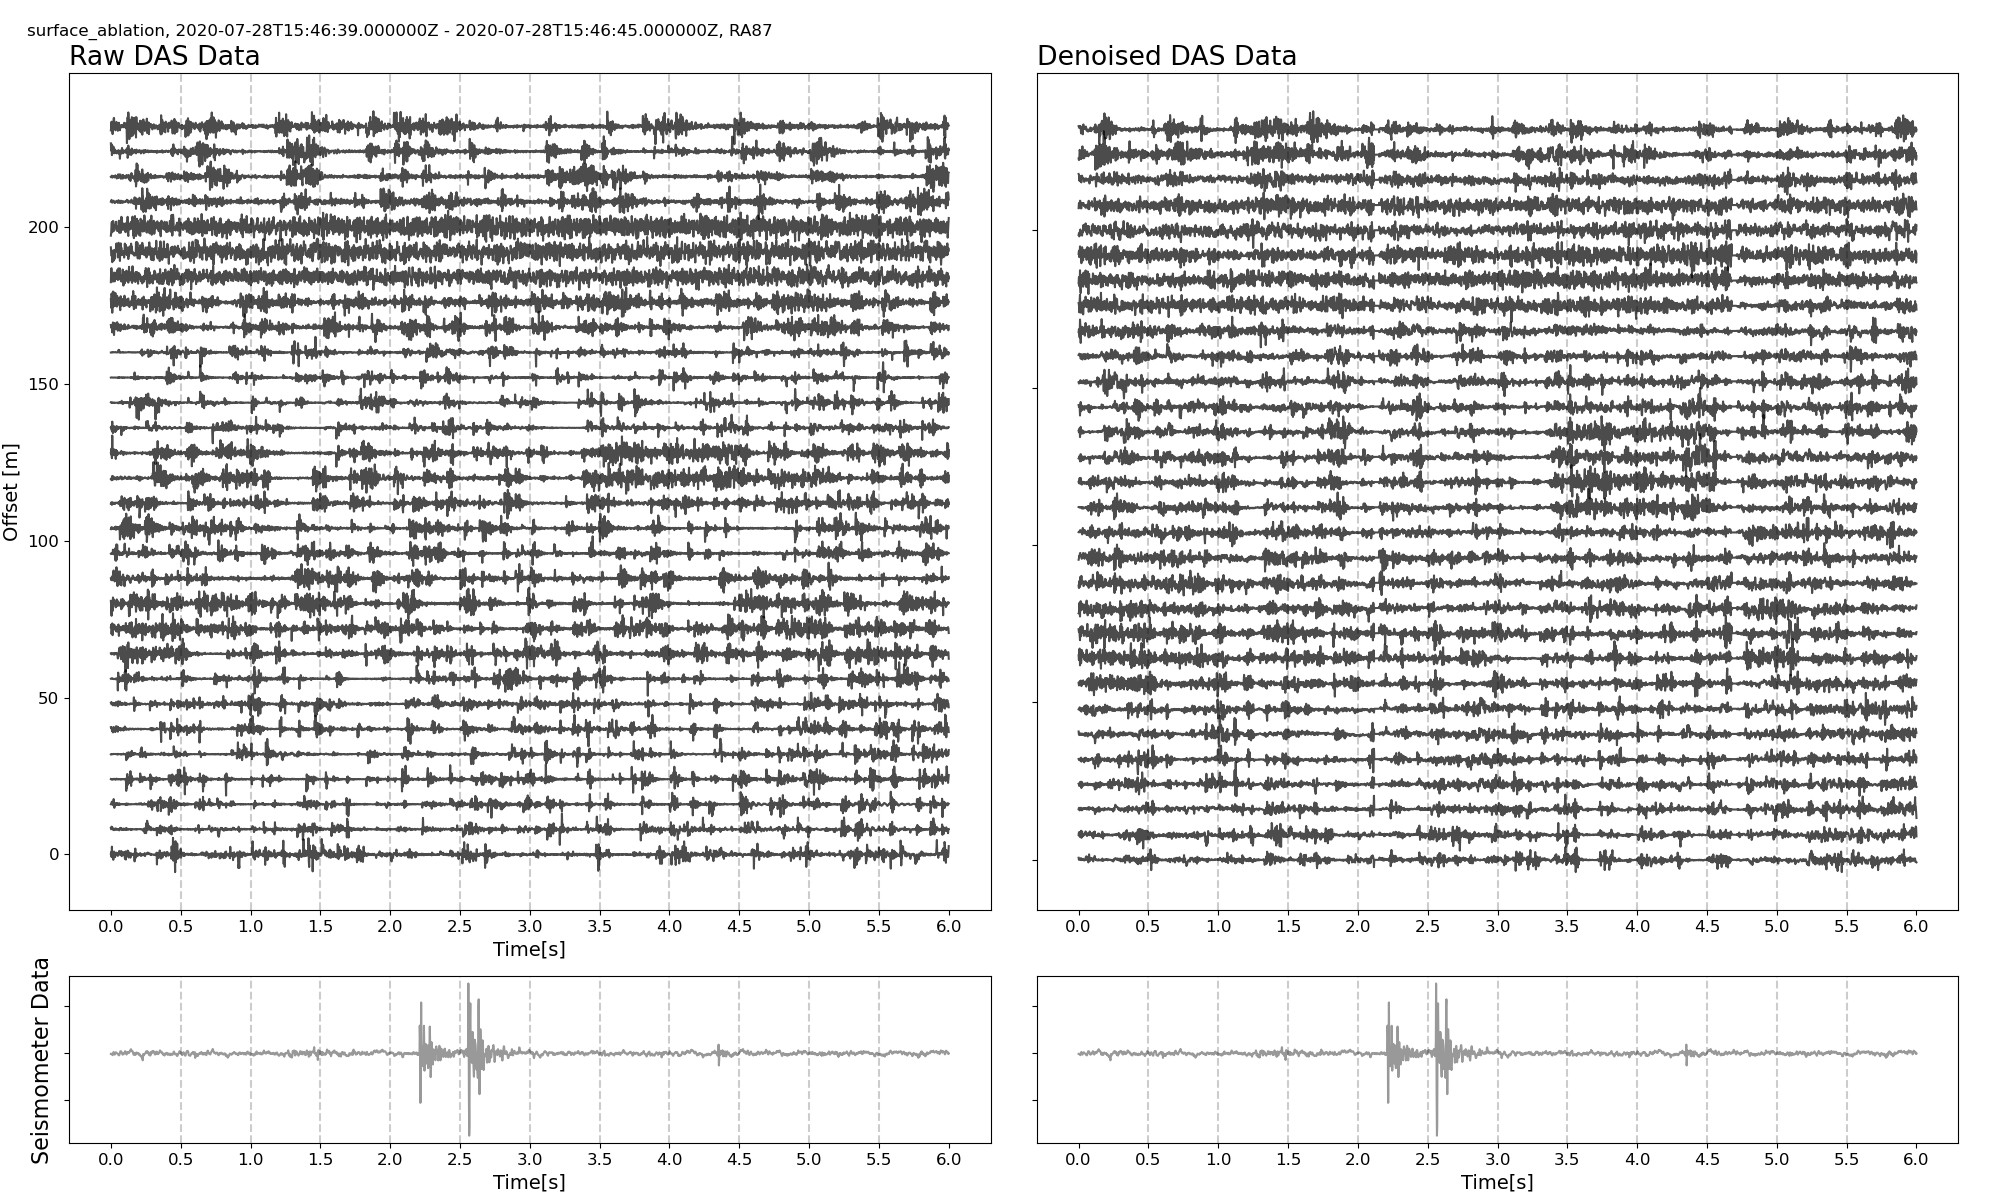 surface_ablation, 2020-07-28T15:46:39.000000Z - 2020-07-28T15:46:45.000000Z, RA87
Raw DAS Data
Denoised DAS Data
Offset [m]
200
150
100
50
0
0.0 0.5 1.0 1.5 2.0 2.5 3.0 3.5 4.0 4.5 5.0 5.5 6.0
Time[s]
0.0 0.5 1.0 1.5 2.0 2.5 3.0 3.5 4.0 4.5 5.0 5.5 6.0
Seismometer Data
0.0 0.5 1.0 1.5 2.0 2.5 3.0 3.5 4.0 4.5 5.0 5.5 6.0
Time[s]
0.0 0.5 1.0 1.5 2.0 2.5 3.0 3.5 4.0 4.5 5.0 5.5 6.0
Time[s]